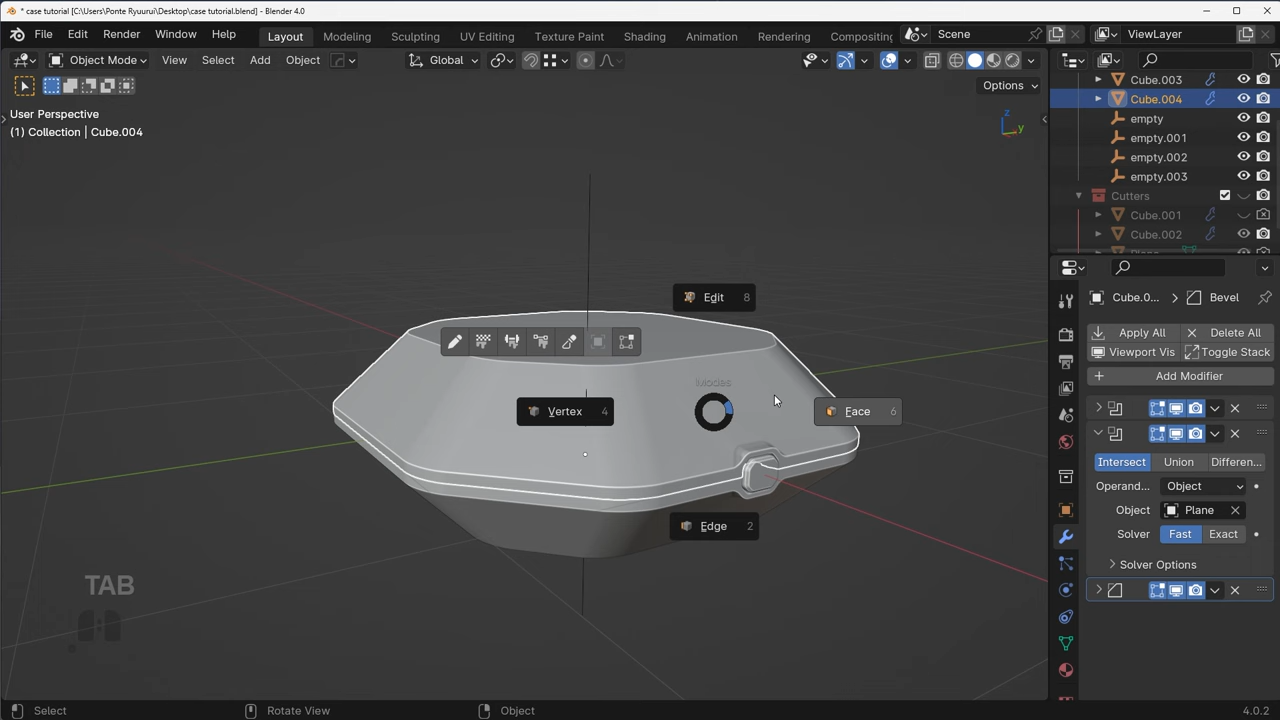 * case tutorial [C:\Users\Ponte Ryuurui\Desktop\case tutorial.blend] - Blender 4.0
File Edit Render Window Help
Layout Modeling Sculpting UV Editing Texture Paint Shading Animation Rendering Compositing
Scene
ViewLayer
Object Mode View Select Add Object
Global
Options
User Perspective
(1) Collection | Cube.004
z
y
Edit 8
Modes
Vertex 4
Face 6
Edge 2
TAB
Cube.003
Cube.004
empty
empty.001
empty.002
empty.003
Cutters
Cube.001
Cube.002
Cube.0... > Bevel
Apply All
Delete All
Viewport Vis
Toggle Stack
Add Modifier
Intersect Union Differen...
Operand... Object
Object Plane
Solver Fast Exact
Solver Options
Select
Rotate View
Object
4.0.2